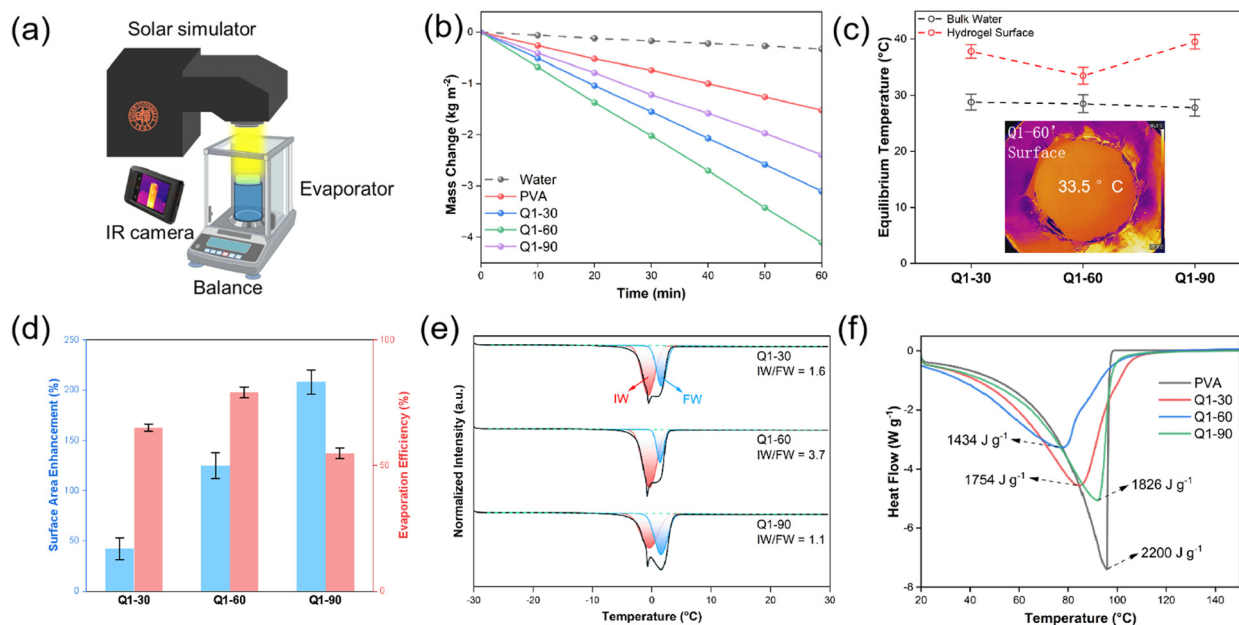 (a)
Solar simulator
IR camera
Evaporator
Balance
(b)
Mass Change (kg m⁻²)
0
−1
−2
−3
−4
Water
PVA
Q1-30
Q1-60
Q1-90
0 10 20 30 40 50 60
Time (min)
(c)
Equilibrium Temperature (°C)
40
30
20
10
0
Bulk Water
Hydrogel Surface
Q1-60'
Surface
33.5 ° C
Q1-30 Q1-60 Q1-90
(d)
Surface Area Enhancement (%)
250
200
150
100
50
0
Evaporation Efficiency (%)
100
50
0
Q1-30 Q1-60 Q1-90
(e)
Normalized Intensity (a.u.)
Q1-30
IW/FW = 1.6
IW FW
Q1-60
IW/FW = 3.7
Q1-90
IW/FW = 1.1
-30 -20 -10 0 10 20 30
Temperature (°C)
(f)
Heat Flow (W g⁻¹)
0
−2
−4
−6
−8
PVA
Q1-30
Q1-60
Q1-90
1434 J g⁻¹
1754 J g⁻¹
1826 J g⁻¹
2200 J g⁻¹
20 40 60 80 100 120 140
Temperature (°C)